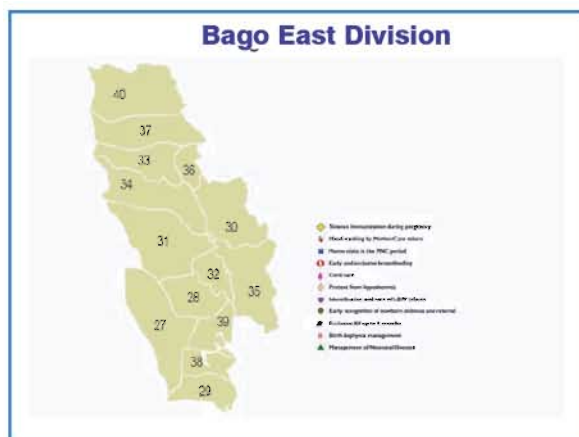 Bago East Division
40
37
33
36
34
30
31
32
35
28
27
39
38
29
Tetanus Immunization during pregnancy
Hand washing by Mothers/Care takers
Home visits in the PNC period
Early and exclusive breastfeeding
Cord care
Protect from hypothermia
Identification and care of LBW infants
Early recognition of newborn sickness and referral
Exclusive BF upto 6 months
Birth Asphyxia management
Management of Neonatal Disease